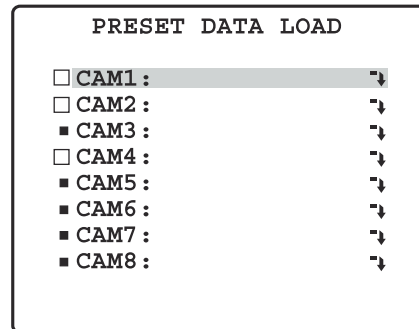 PRESET DATA LOAD
□ CAM1:
□ CAM2:
■ CAM3:
□ CAM4:
■ CAM5:
■ CAM6:
■ CAM7:
■ CAM8: